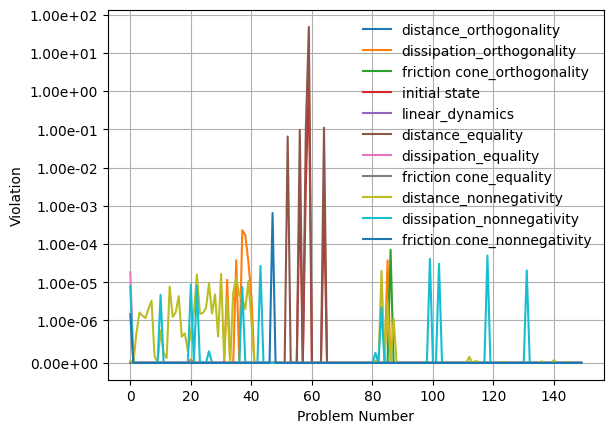 1.00e+02
1.00e+01
1.00e+00
1.00e-01
1.00e-02
1.00e-03
1.00e-04
1.00e-05
1.00e-06
0.00e+00
Violation
distance_orthogonality
dissipation_orthogonality
friction cone_orthogonality
initial state
linear_dynamics
distance_equality
dissipation_equality
friction cone_equality
distance_nonnegativity
dissipation_nonnegativity
friction cone_nonnegativity
0 20 40 60 80 100 120 140
Problem Number